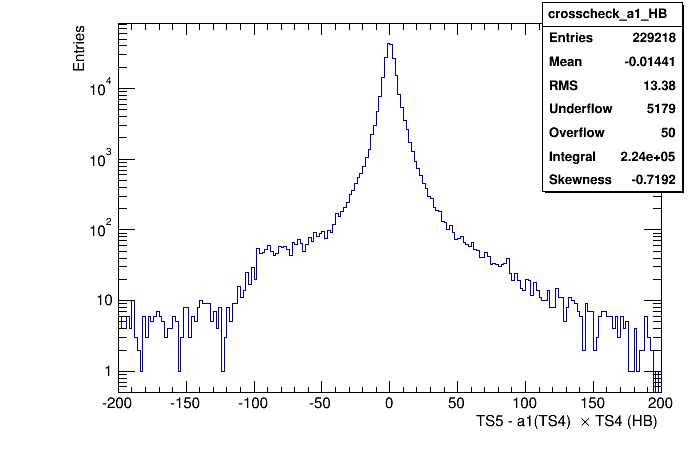 crosscheck_a1_HB
Entries 229218
Mean -0.01441
RMS 13.38
Underflow 5179
Overflow 50
Integral 2.24e+05
Skewness -0.7192
Entries
10^4
10^3
10^2
10
1
-200 -150 -100 -50 0 50 100 150 200
TS5 - a1(TS4) × TS4 (HB)